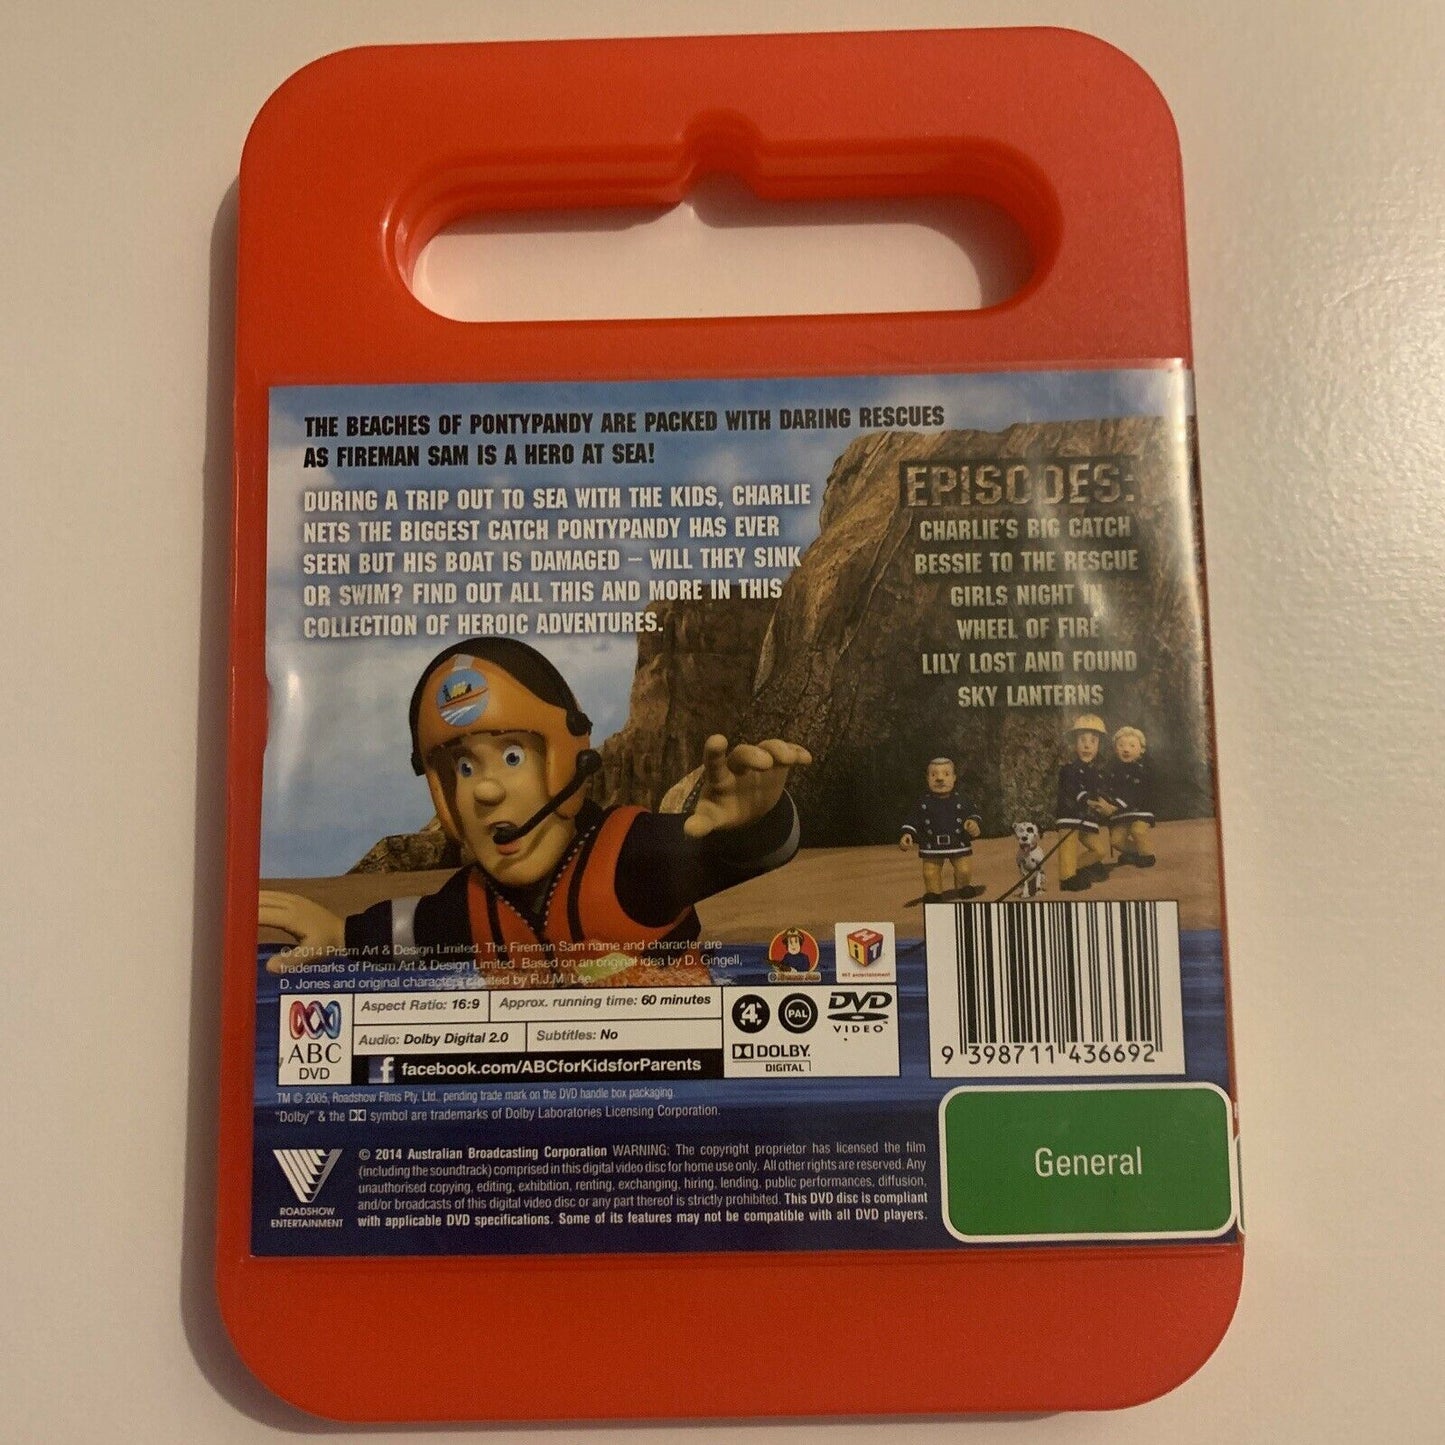 THE BEACHES OF PONTYPANDY ARE PACKED WITH DARING RESCUES
AS FIREMAN SAM IS A HERO AT SEA!
DURING A TRIP OUT TO SEA WITH THE KIDS, CHARLIE
NETS THE BIGGEST CATCH PONTYPANDY HAS EVER
SEEN BUT HIS BOAT IS DAMAGED – WILL THEY SINK
OR SWIM? FIND OUT ALL THIS AND MORE IN THIS
COLLECTION OF HEROIC ADVENTURES.
EPISODES:
CHARLIE'S BIG CATCH
BESSIE TO THE RESCUE
GIRLS NIGHT IN
WHEEL OF FIRE
LILY LOST AND FOUND
SKY LANTERNS
© 2014 Prism Art & Design Limited. The Fireman Sam name and character are
trademarks of Prism Art & Design Limited. Based on an original idea by D. Gingell,
D. Jones and original characters created by R.J.M. Lee.
HiT
HIT entertainment
ABC
DVD
Aspect Ratio: 16:9
Approx. running time: 60 minutes
Audio: Dolby Digital 2.0
Subtitles: No
facebook.com/ABCforKidsforParents
4
PAL
DVD
VIDEO™
DOLBY.
DIGITAL
9 398711 436692
TM © 2005, Roadshow Films Pty. Ltd., pending trade mark on the DVD handle box packaging.
"Dolby" & the symbol are trademarks of Dolby Laboratories Licensing Corporation.
ROADSHOW
ENTERTAINMENT
© 2014 Australian Broadcasting Corporation WARNING: The copyright proprietor has licensed the film
(including the soundtrack) comprised in this digital video disc for home use only. All other rights are reserved. Any
unauthorised copying, editing, exhibition, renting, exchanging, hiring, lending, public performances, diffusion,
and/or broadcasts of this digital video disc or any part thereof is strictly prohibited. This DVD disc is compliant
with applicable DVD specifications. Some of its features may not be compatible with all DVD players.
General